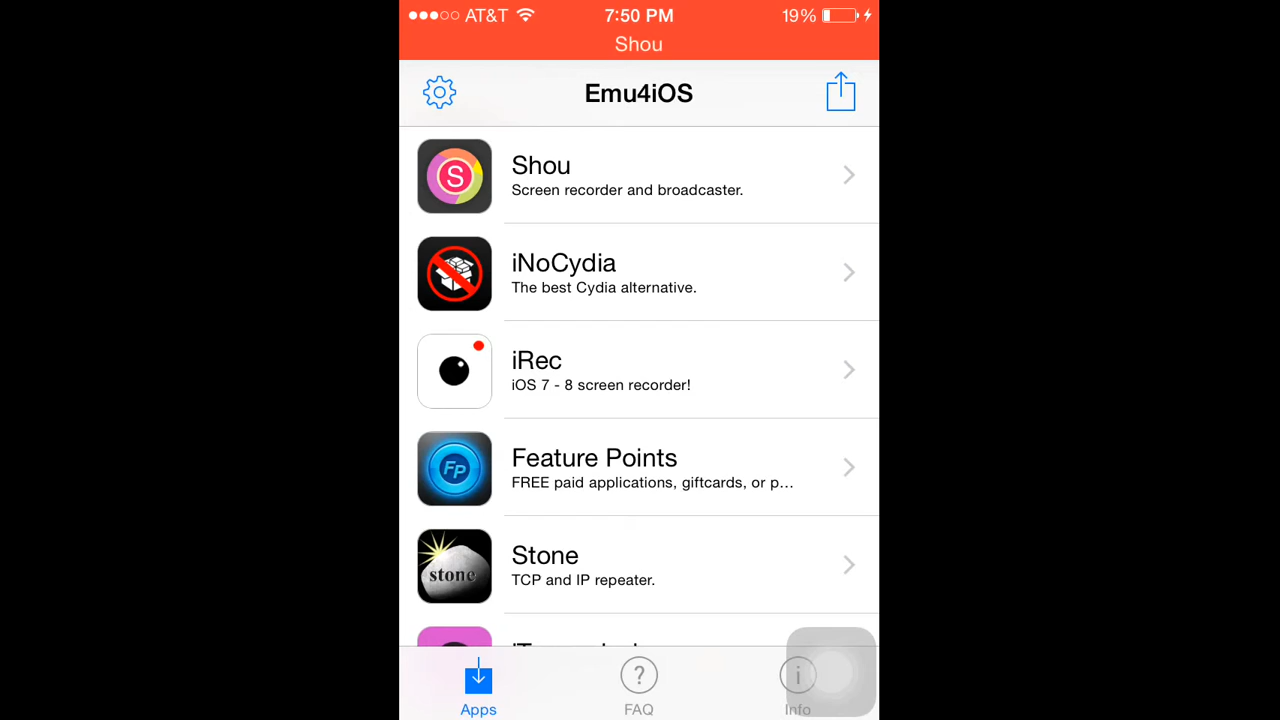 AT&T 7:50 PM 19%
Shou
Emu4iOS
S
Shou
Screen recorder and broadcaster.
iNoCydia
The best Cydia alternative.
iRec
iOS 7 - 8 screen recorder!
FP
Feature Points
FREE paid applications, giftcards, or p...
stone
Stone
TCP and IP repeater.
?
i
Apps FAQ Info